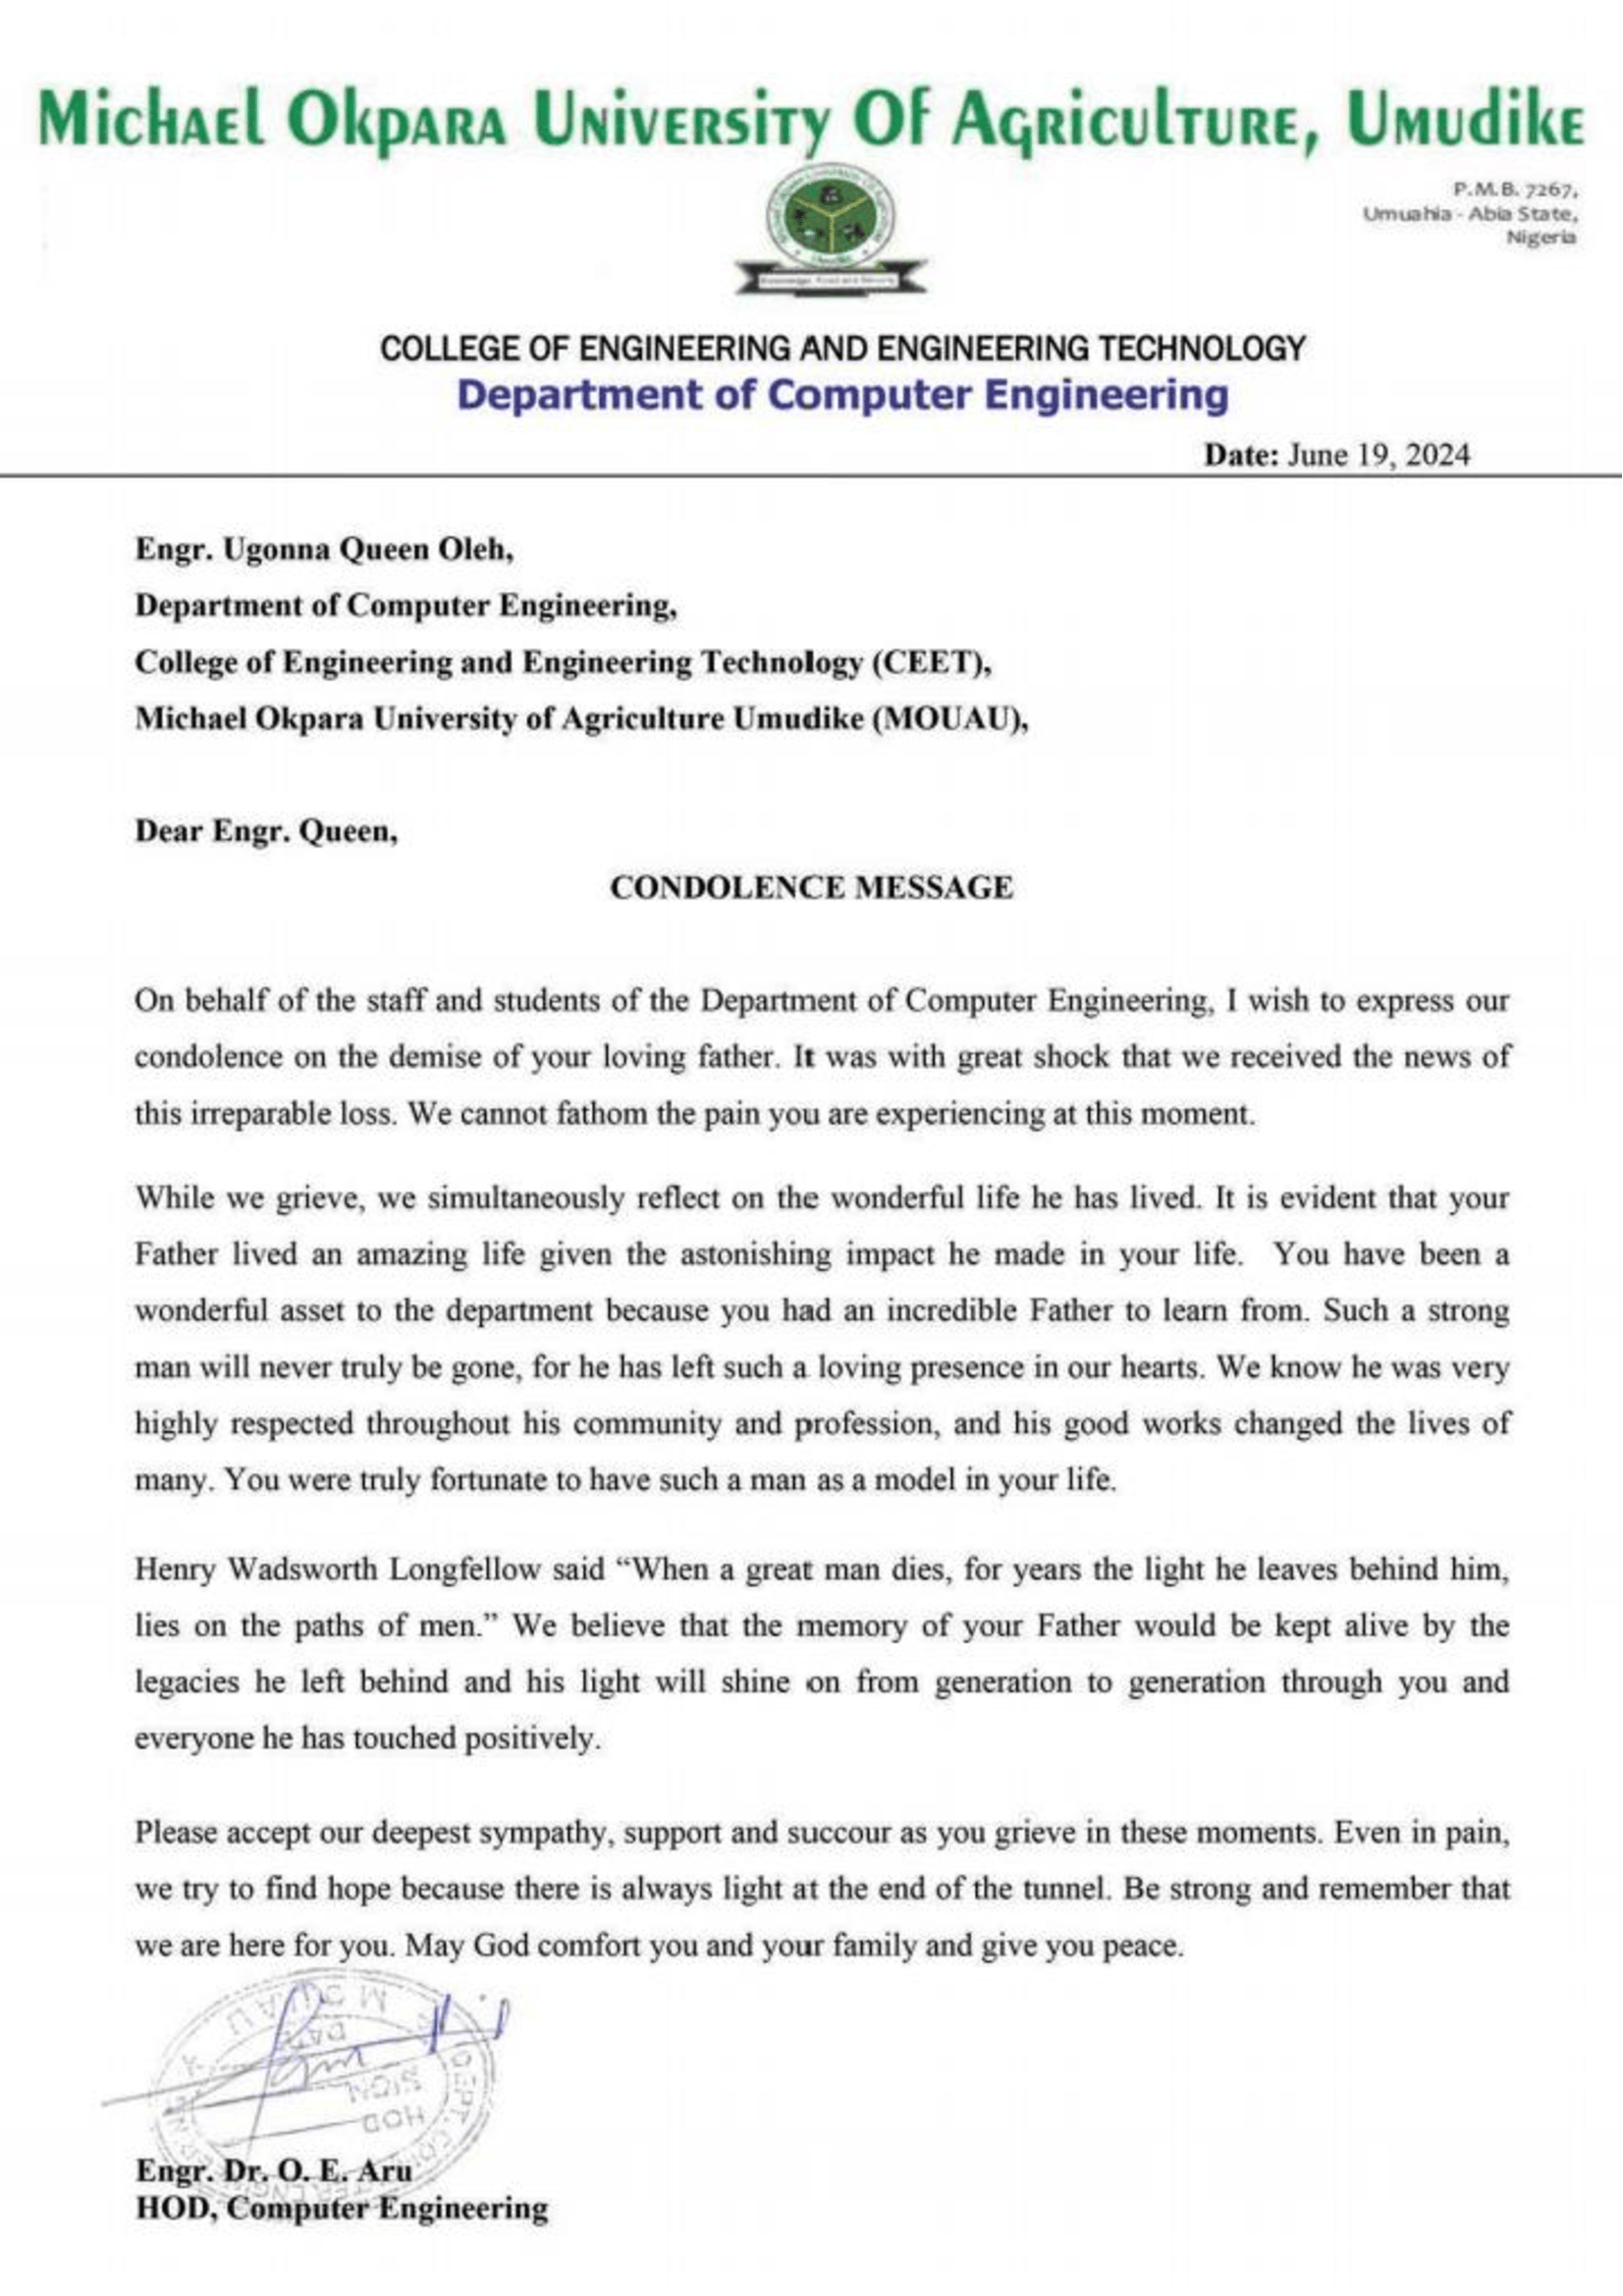 Michael Okpara University Of Agriculture, Umudike
P.M.B. 7267,
Umuahia - Abia State,
Nigeria
Umudike
COLLEGE OF ENGINEERING AND ENGINEERING TECHNOLOGY
Department of Computer Engineering
Date: June 19, 2024
Engr. Ugonna Queen Oleh,
Department of Computer Engineering,
College of Engineering and Engineering Technology (CEET),
Michael Okpara University of Agriculture Umudike (MOUAU),
Dear Engr. Queen,
CONDOLENCE MESSAGE
On behalf of the staff and students of the Department of Computer Engineering, I wish to express our
condolence on the demise of your loving father. It was with great shock that we received the news of
this irreparable loss. We cannot fathom the pain you are experiencing at this moment.
While we grieve, we simultaneously reflect on the wonderful life he has lived. It is evident that your
Father lived an amazing life given the astonishing impact he made in your life. You have been a
wonderful asset to the department because you had an incredible Father to learn from. Such a strong
man will never truly be gone, for he has left such a loving presence in our hearts. We know he was very
highly respected throughout his community and profession, and his good works changed the lives of
many. You were truly fortunate to have such a man as a model in your life.
Henry Wadsworth Longfellow said “When a great man dies, for years the light he leaves behind him,
lies on the paths of men.” We believe that the memory of your Father would be kept alive by the
legacies he left behind and his light will shine on from generation to generation through you and
everyone he has touched positively.
Please accept our deepest sympathy, support and succour as you grieve in these moments. Even in pain,
we try to find hope because there is always light at the end of the tunnel. Be strong and remember that
we are here for you. May God comfort you and your family and give you peace.
MOUAU
DATE
SIGN
HOD
Engr. Dr. O. E. Aru
HOD, Computer Engineering